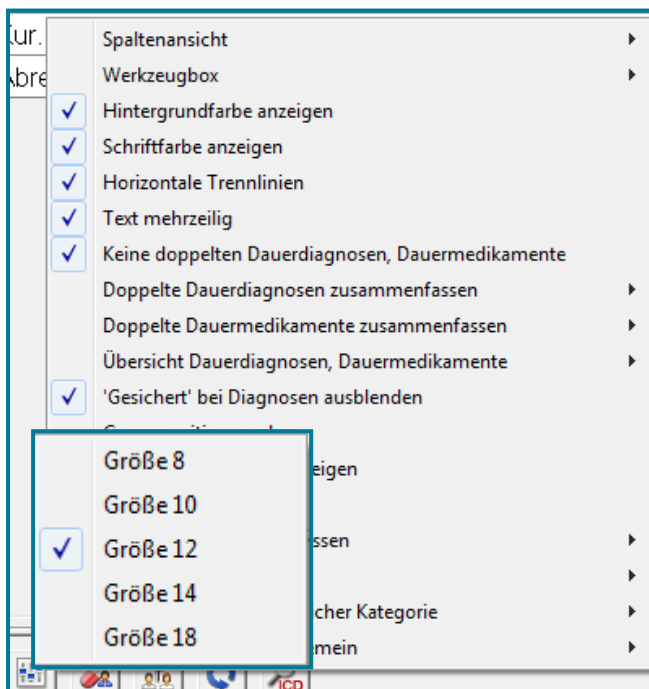 Spaltenansicht
Werkzeugbox
Hintergrundfarbe anzeigen
Schriftfarbe anzeigen
Horizontale Trennlinien
Text mehrzeilig
Keine doppelten Dauerdiagnosen, Dauermedikamente
Doppelte Dauerdiagnosen zusammenfassen
Doppelte Dauermedikamente zusammenfassen
Übersicht Dauerdiagnosen, Dauermedikamente
'Gesichert' bei Diagnosen ausblenden
Größe 8
Größe 10
Größe 12
Größe 14
Größe 18
eigen
ssen
cher Kategorie
mein
ICD